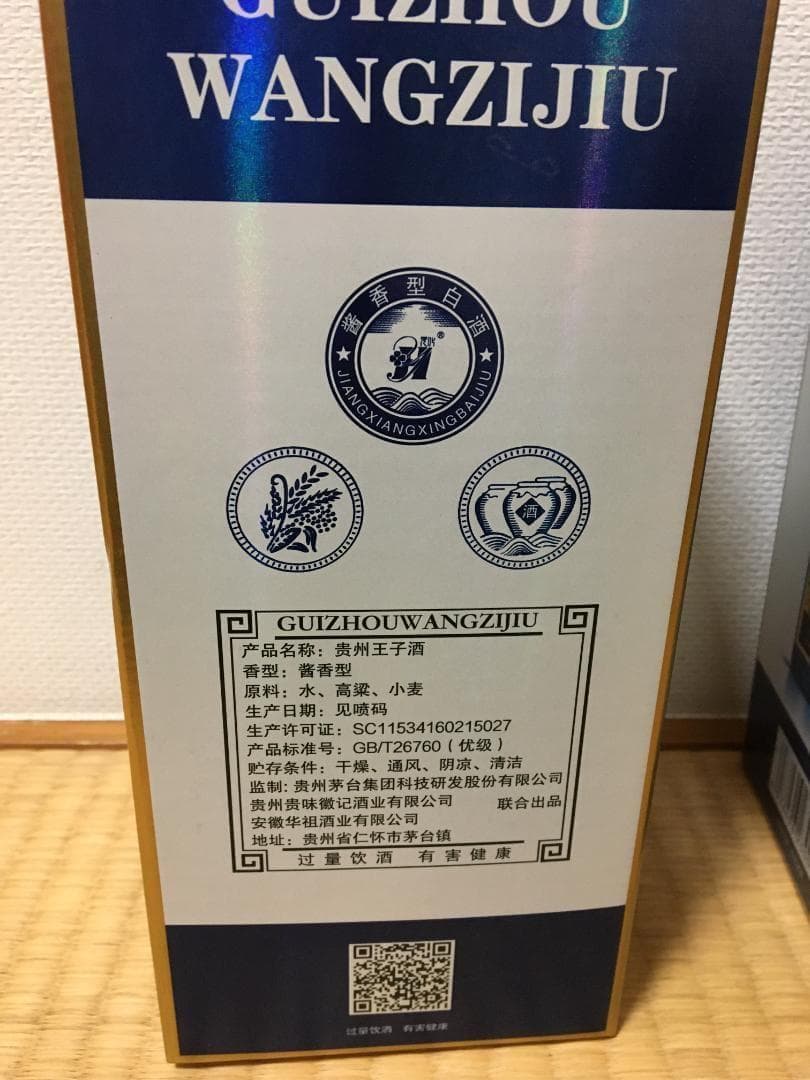 GUIZHOU
WANGZIJIU
酱香型白酒
JIANGXIANGXINGBAIJIU
酒
GUIZHOUWANGZIJIU
产品名称：贵州王子酒
香型：酱香型
原料：水、高粱、小麦
生产日期：见喷码
生产许可证：SC11534160215027
产品标准号：GB/T26760（优级）
贮存条件：干燥、通风、阴凉、清洁
监制：贵州茅台集团科技研发股份有限公司
贵州贵味徽记酒业有限公司 联合出品
安徽华祖酒业有限公司
地址：贵州省仁怀市茅台镇
过量饮酒 有害健康
过量饮酒 有害健康